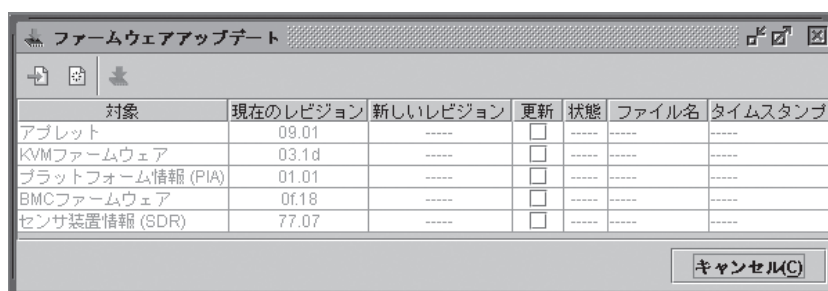 ファームウェアアップデート
対象 現在のレビジョン 新しいレビジョン 更新 状態 ファイル名 タイムスタンプ
アプレット 09.01 ----- ----- ----- -----
KVMファームウェア 03.1d ----- ----- ----- -----
プラットフォーム情報 (PIA) 01.01 ----- ----- ----- -----
BMCファームウェア 0f.18 ----- ----- ----- -----
センサ装置情報 (SDR) 77.07 ----- ----- ----- -----
キャンセル(C)